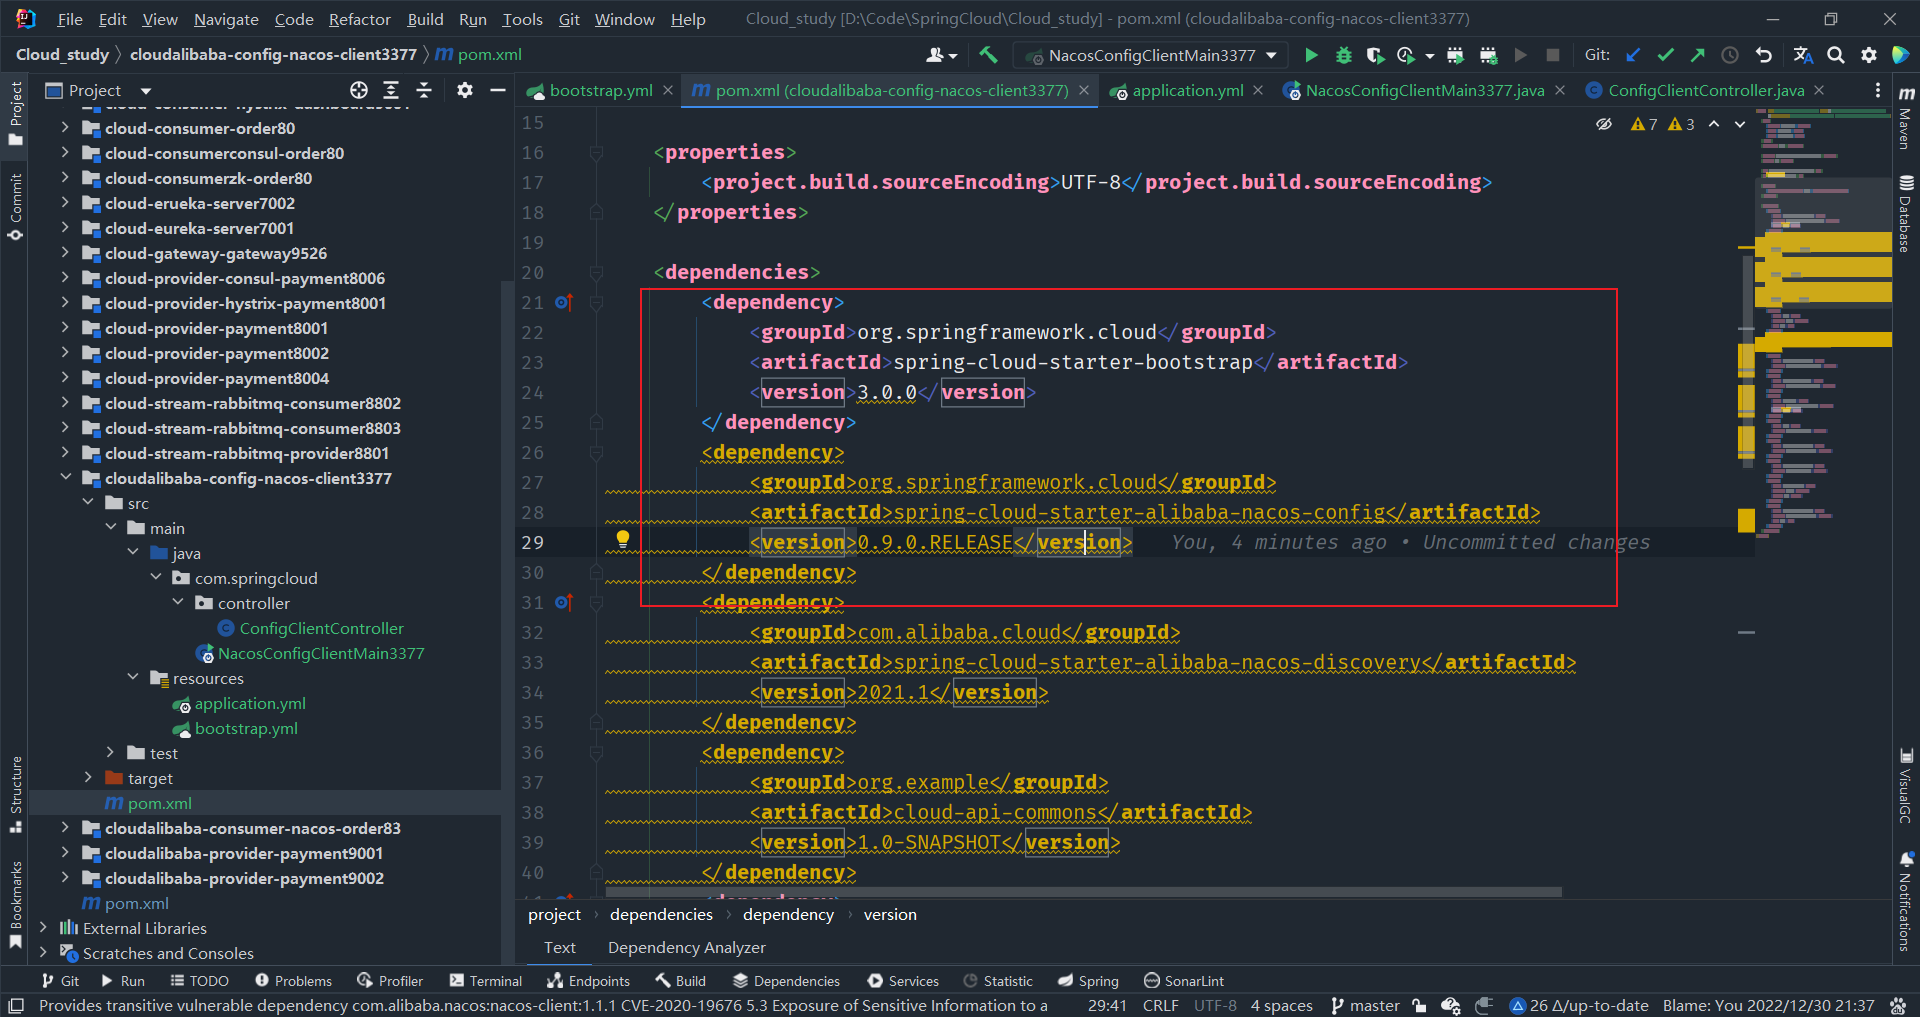 File Edit View Navigate Code Refactor Build Run Tools Git Window Help Cloud_study [D:\Code\SpringCloud\Cloud_study] - pom.xml (cloudalibaba-config-nacos-client3377)
Cloud_study cloudalibaba-config-nacos-client3377 m pom.xml NacosConfigClientMain3377 Git:
Project
bootstrap.yml pom.xml (cloudalibaba-config-nacos-client3377) application.yml NacosConfigClientMain3377.java ConfigClientController.java
Project
Commit
Structure
Bookmarks
cloud-consumer-order80
cloud-consumerconsul-order80
cloud-consumerzk-order80
cloud-erueka-server7002
cloud-eureka-server7001
cloud-gateway-gateway9526
cloud-provider-consul-payment8006
cloud-provider-hystrix-payment8001
cloud-provider-payment8001
cloud-provider-payment8002
cloud-provider-payment8004
cloud-stream-rabbitmq-consumer8802
cloud-stream-rabbitmq-consumer8803
cloud-stream-rabbitmq-provider8801
cloudalibaba-config-nacos-client3377
src
main
java
com.springcloud
controller
ConfigClientController
NacosConfigClientMain3377
resources
application.yml
bootstrap.yml
test
target
pom.xml
cloudalibaba-consumer-nacos-order83
cloudalibaba-provider-payment9001
cloudalibaba-provider-payment9002
pom.xml
External Libraries
Scratches and Consoles
7 3
15
16 <properties>
17 <project.build.sourceEncoding>UTF-8</project.build.sourceEncoding>
18 </properties>
19
20 <dependencies>
21 <dependency>
22 <groupId>org.springframework.cloud</groupId>
23 <artifactId>spring-cloud-starter-bootstrap</artifactId>
24 <version>3.0.0</version>
25 </dependency>
26 <dependency>
27 <groupId>org.springframework.cloud</groupId>
28 <artifactId>spring-cloud-starter-alibaba-nacos-config</artifactId>
29 <version>0.9.0.RELEASE</version> You, 4 minutes ago • Uncommitted changes
30 </dependency>
31 <dependency>
32 <groupId>com.alibaba.cloud</groupId>
33 <artifactId>spring-cloud-starter-alibaba-nacos-discovery</artifactId>
34 <version>2021.1</version>
35 </dependency>
36 <dependency>
37 <groupId>org.example</groupId>
38 <artifactId>cloud-api-commons</artifactId>
39 <version>1.0-SNAPSHOT</version>
40 </dependency>
project › dependencies › dependency › version
Text Dependency Analyzer
Maven
Database
VisualGC
Notifications
Git Run TODO Problems Profiler Terminal Endpoints Build Dependencies Services Statistic Spring SonarLint
Provides transitive vulnerable dependency com.alibaba.nacos:nacos-client:1.1.1 CVE-2020-19676 5.3 Exposure of Sensitive Information to a 29:41 CRLF UTF-8 4 spaces master 26 Δ/up-to-date Blame: You 2022/12/30 21:37